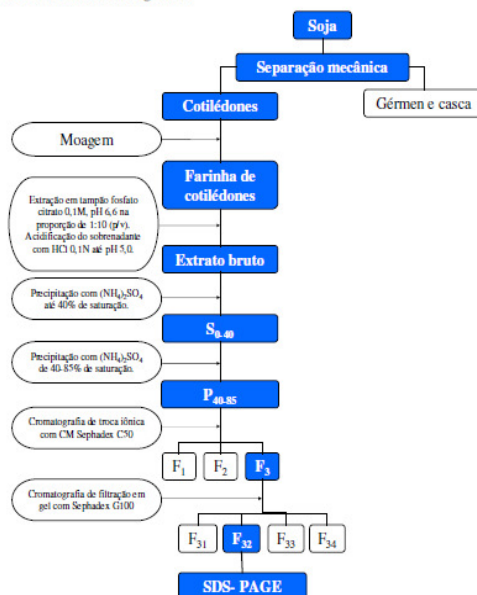 Soja
Separação mecânica
Cotilédones
Gérmen e casca
Moagem
Farinha de
cotilédones
Extração em tampão fosfato
citrato 0,1M, pH 6,6 na
proporção de 1:10 (p/v).
Acidificação do sobrenadante
com HCl 0,1N até pH 5,0.
Extrato bruto
Precipitação com (NH₄)₂SO₄
até 40% de saturação.
S₀₋₄₀
Precipitação com (NH₄)₂SO₄
de 40-85% de saturação.
P₄₀₋₈₅
Cromatografia de troca iônica
com CM Sephadex C50
F₁ F₂ F₃
Cromatografia de filtração em
gel com Sephadex G100
F₃₁ F₃₂ F₃₃ F₃₄
SDS- PAGE